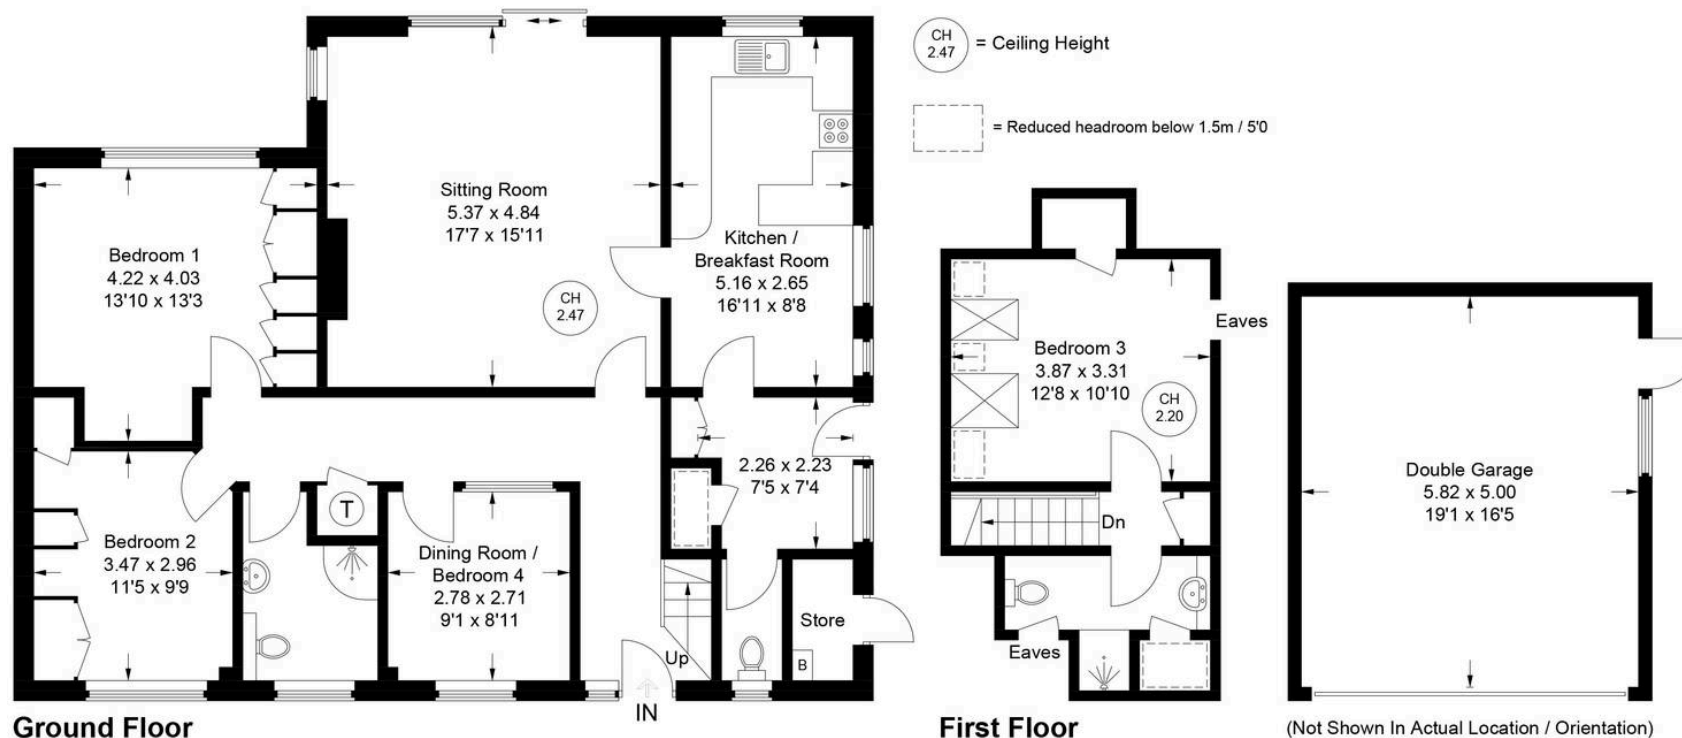 CH
2.47
= Ceiling Height
= Reduced headroom below 1.5m / 5'0
Sitting Room
5.37 x 4.84
17'7 x 15'11
CH
2.47
Kitchen /
Breakfast Room
5.16 x 2.65
16'11 x 8'8
Bedroom 1
4.22 x 4.03
13'10 x 13'3
2.26 x 2.23
7'5 x 7'4
T
Bedroom 2
3.47 x 2.96
11'5 x 9'9
Dining Room /
Bedroom 4
2.78 x 2.71
9'1 x 8'11
Up
Store
B
IN
Ground Floor
Eaves
Bedroom 3
3.87 x 3.31
12'8 x 10'10
CH
2.20
Dn
Eaves
First Floor
Double Garage
5.82 x 5.00
19'1 x 16'5
(Not Shown In Actual Location / Orientation)